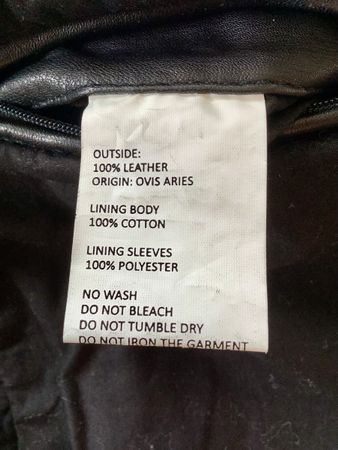 OUTSIDE:
100% LEATHER
ORIGIN: OVIS ARIES
LINING BODY
100% COTTON
LINING SLEEVES
100% POLYESTER
NO WASH
DO NOT BLEACH
DO NOT TUMBLE DRY
DO NOT IRON THE GARMENT